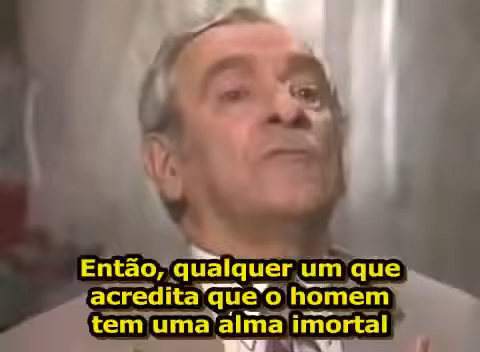 Então, qualquer um que
acredita que o homem
tem uma alma imortal